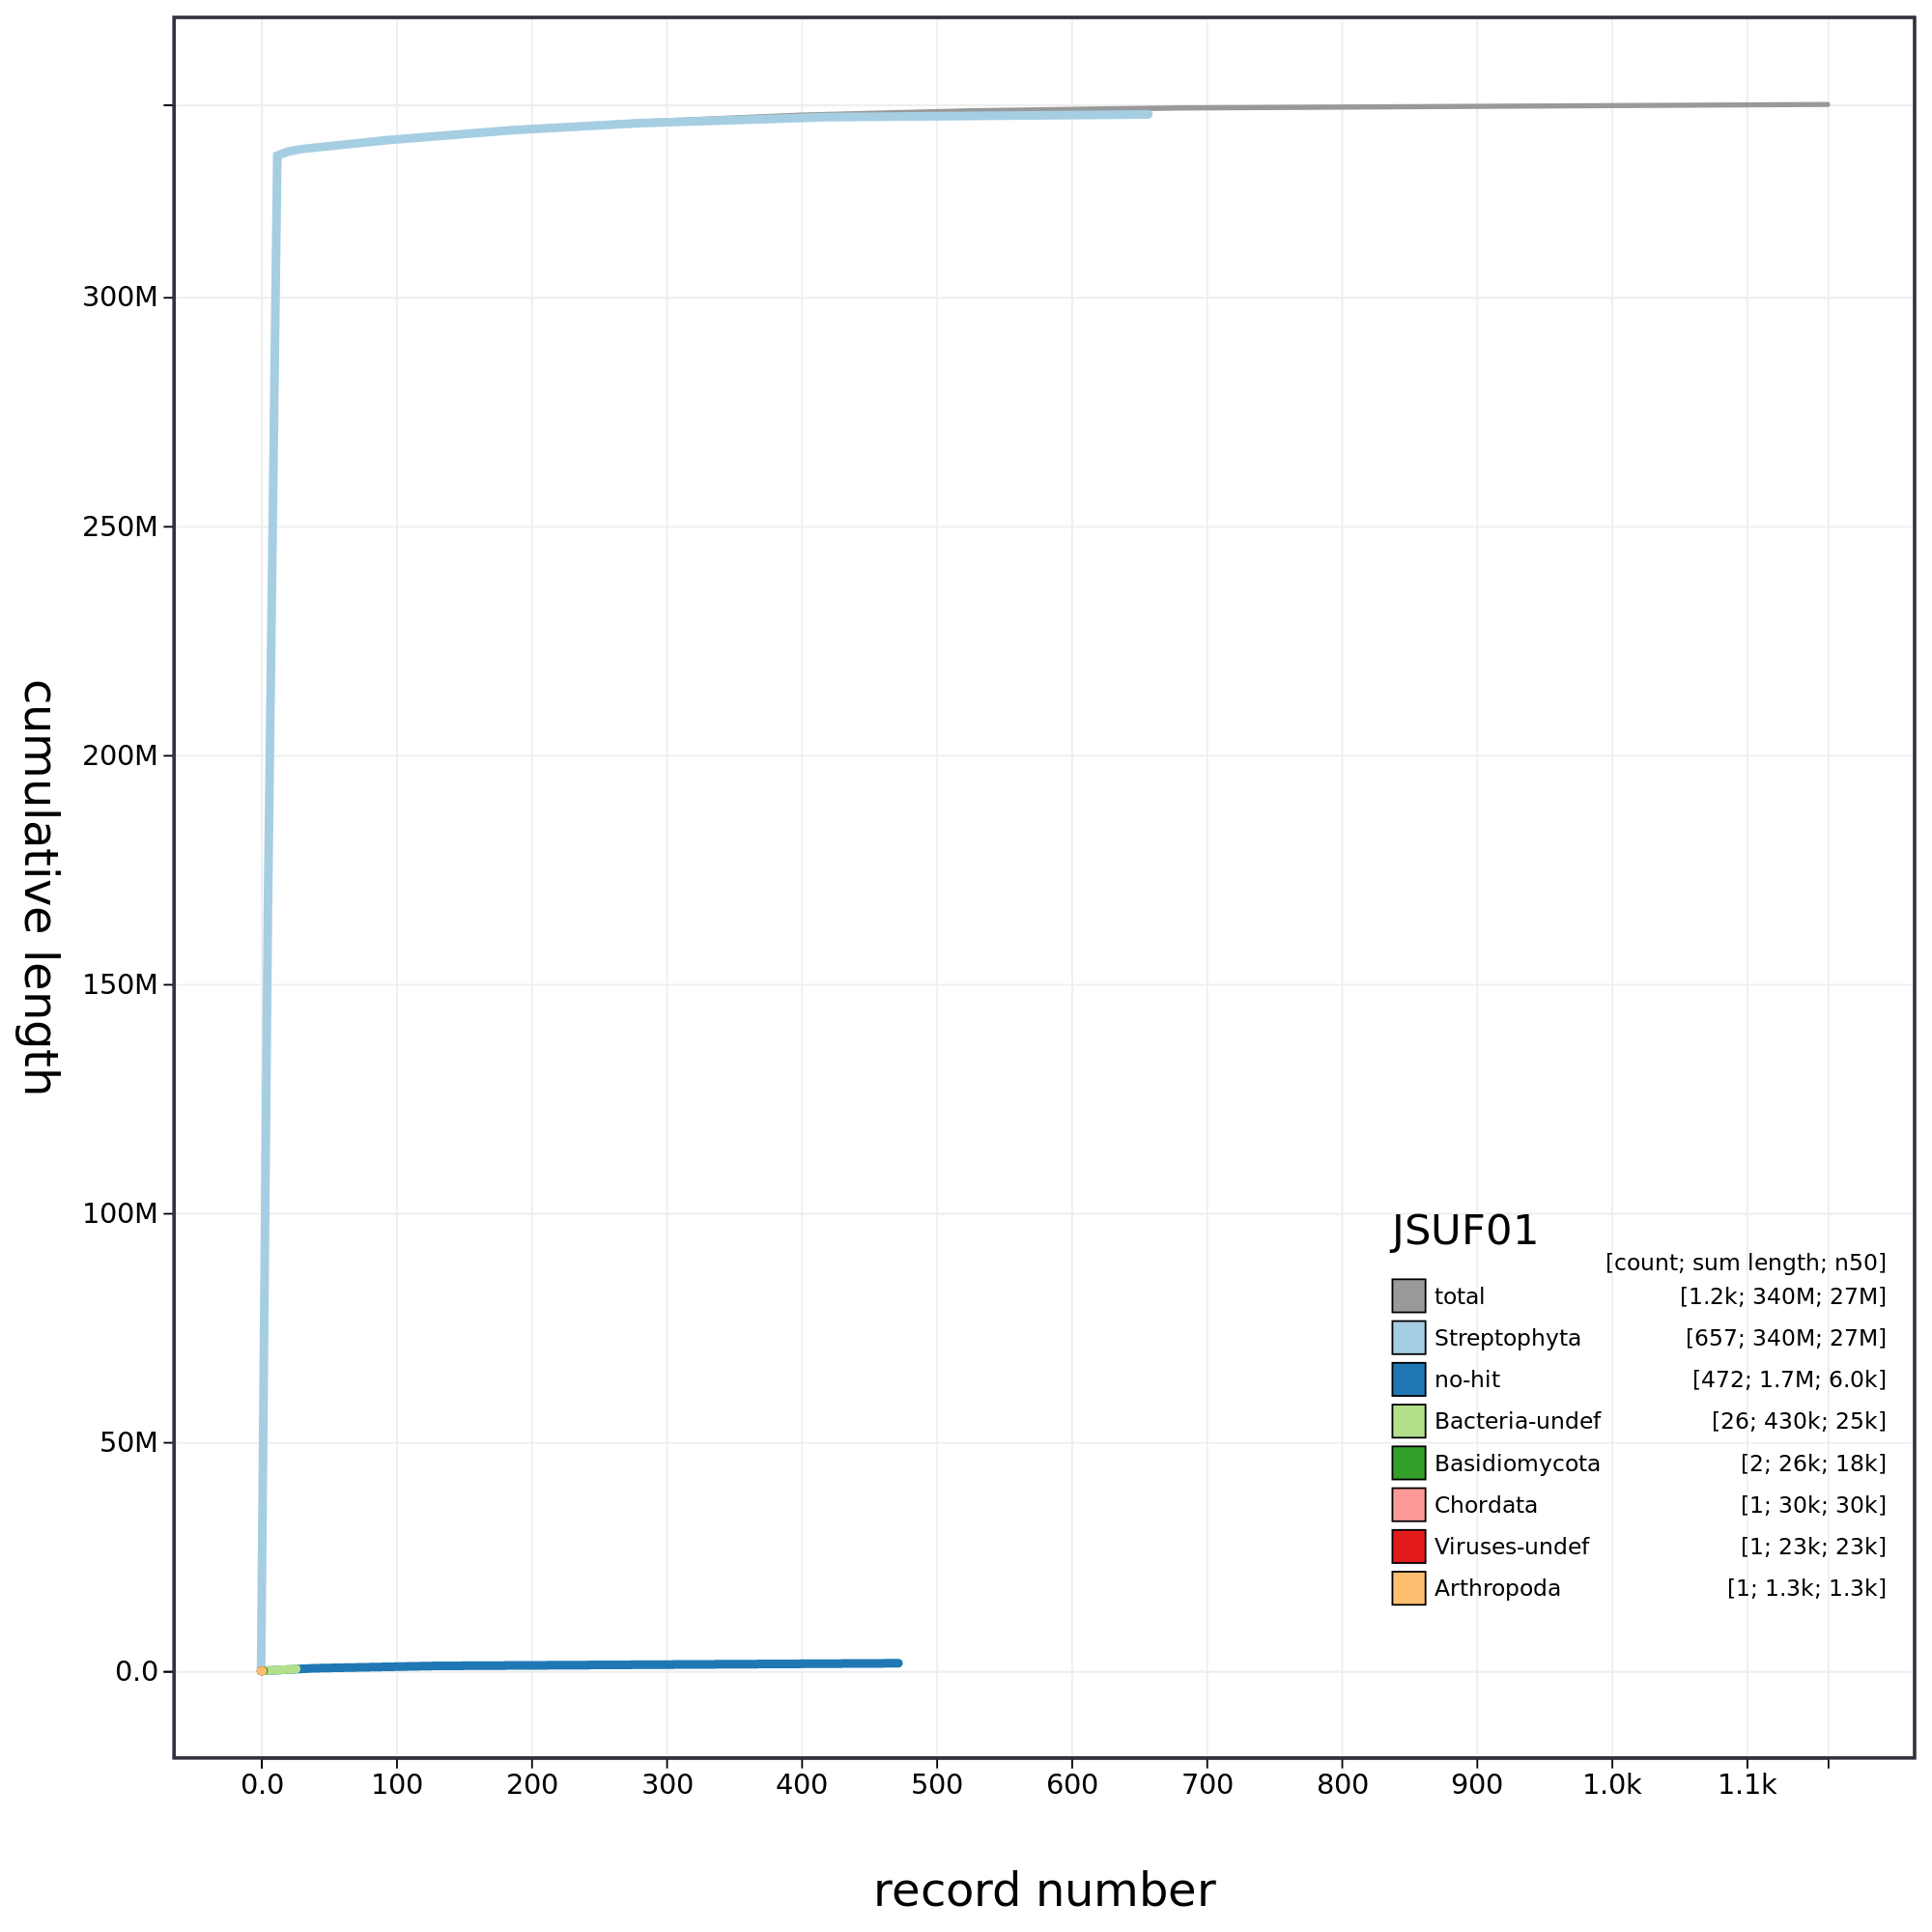 cumulative length
300M
250M
200M
150M
100M
50M
0.0
JSUF01
[count; sum length; n50]
total [1.2k; 340M; 27M]
Streptophyta [657; 340M; 27M]
no-hit [472; 1.7M; 6.0k]
Bacteria-undef [26; 430k; 25k]
Basidiomycota [2; 26k; 18k]
Chordata [1; 30k; 30k]
Viruses-undef [1; 23k; 23k]
Arthropoda [1; 1.3k; 1.3k]
0.0 100 200 300 400 500 600 700 800 900 1.0k 1.1k
record number